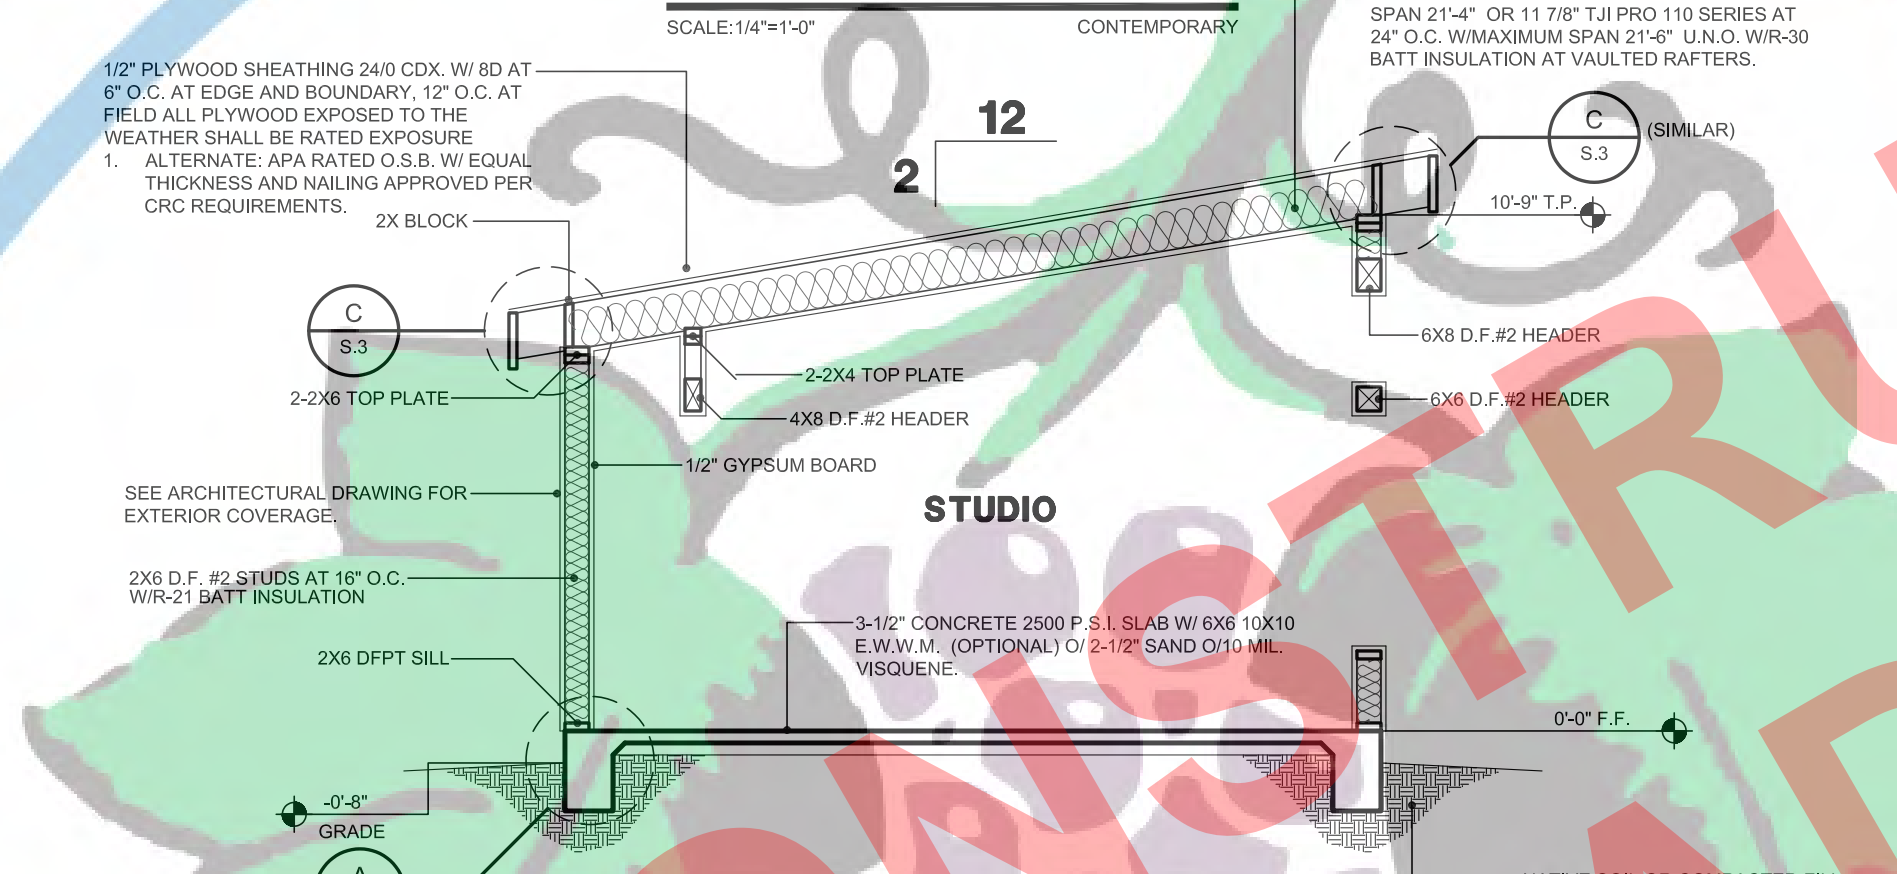 SCALE:1/4"=1'-0"
CONTEMPORARY
SPAN 21'-4" OR 11 7/8" TJI PRO 110 SERIES AT
24" O.C. W/MAXIMUM SPAN 21'-6" U.N.O. W/R-30
BATT INSULATION AT VAULTED RAFTERS.
1/2" PLYWOOD SHEATHING 24/0 CDX. W/ 8D AT
6" O.C. AT EDGE AND BOUNDARY, 12" O.C. AT
FIELD ALL PLYWOOD EXPOSED TO THE
WEATHER SHALL BE RATED EXPOSURE
1. ALTERNATE: APA RATED O.S.B. W/ EQUAL
THICKNESS AND NAILING APPROVED PER
CRC REQUIREMENTS.
12
2
C
S.3
(SIMILAR)
10'-9" T.P.
2X BLOCK
C
S.3
6X8 D.F.#2 HEADER
2-2X4 TOP PLATE
2-2X6 TOP PLATE
6X6 D.F.#2 HEADER
4X8 D.F.#2 HEADER
1/2" GYPSUM BOARD
SEE ARCHITECTURAL DRAWING FOR
EXTERIOR COVERAGE.
STUDIO
2X6 D.F. #2 STUDS AT 16" O.C.
W/R-21 BATT INSULATION
3-1/2" CONCRETE 2500 P.S.I. SLAB W/ 6X6 10X10
E.W.W.M. (OPTIONAL) O/ 2-1/2" SAND O/10 MIL.
VISQUENE.
2X6 DFPT SILL
0'-0" F.F.
-0'-8"
GRADE
A